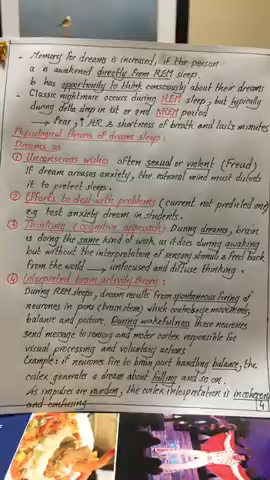 - Memory for dreams is increased, if the person
a is awakened directly from REM sleep.
b has opportunity to think consciously about their dreams
- Classic nightmare occurs during REM sleep, but typically
during delta sleep in 1st or 2nd NREM period
→ Fear, ↑ HR & shortness of breath and lasts minutes
Physiological theories of dream sleep:
Dreams as
① Unconscious wishes often sexual or violent (Freud)
If dream creates anxiety, the rational mind must distorts
it to protect sleep.
② Efforts to deal with problems (current not predicted one)
e.g test anxiety dream in students.
③ Thinking (cognitive approach) During dreams, brain
is doing the same kind of work as it does during awaking
but without the interpretation of sensory stimuli & feed back
from the world → unfocused and diffuse thinking.
④ Interpreted brain activity theory:
During REM sleep, dream results from spontaneous firing of
neurones in pons (brain stem) which controls eye movements,
balance and posture. During wakefulness these neurones
send message to sensory and motor cortex responsible for
visual processing and voluntary actions
Example: if neurones fire to brain part handling balance, the
cortex generates a dream about falling and so on.
As impulses are random, the cortex interpretation is incoherent
and confusing
4